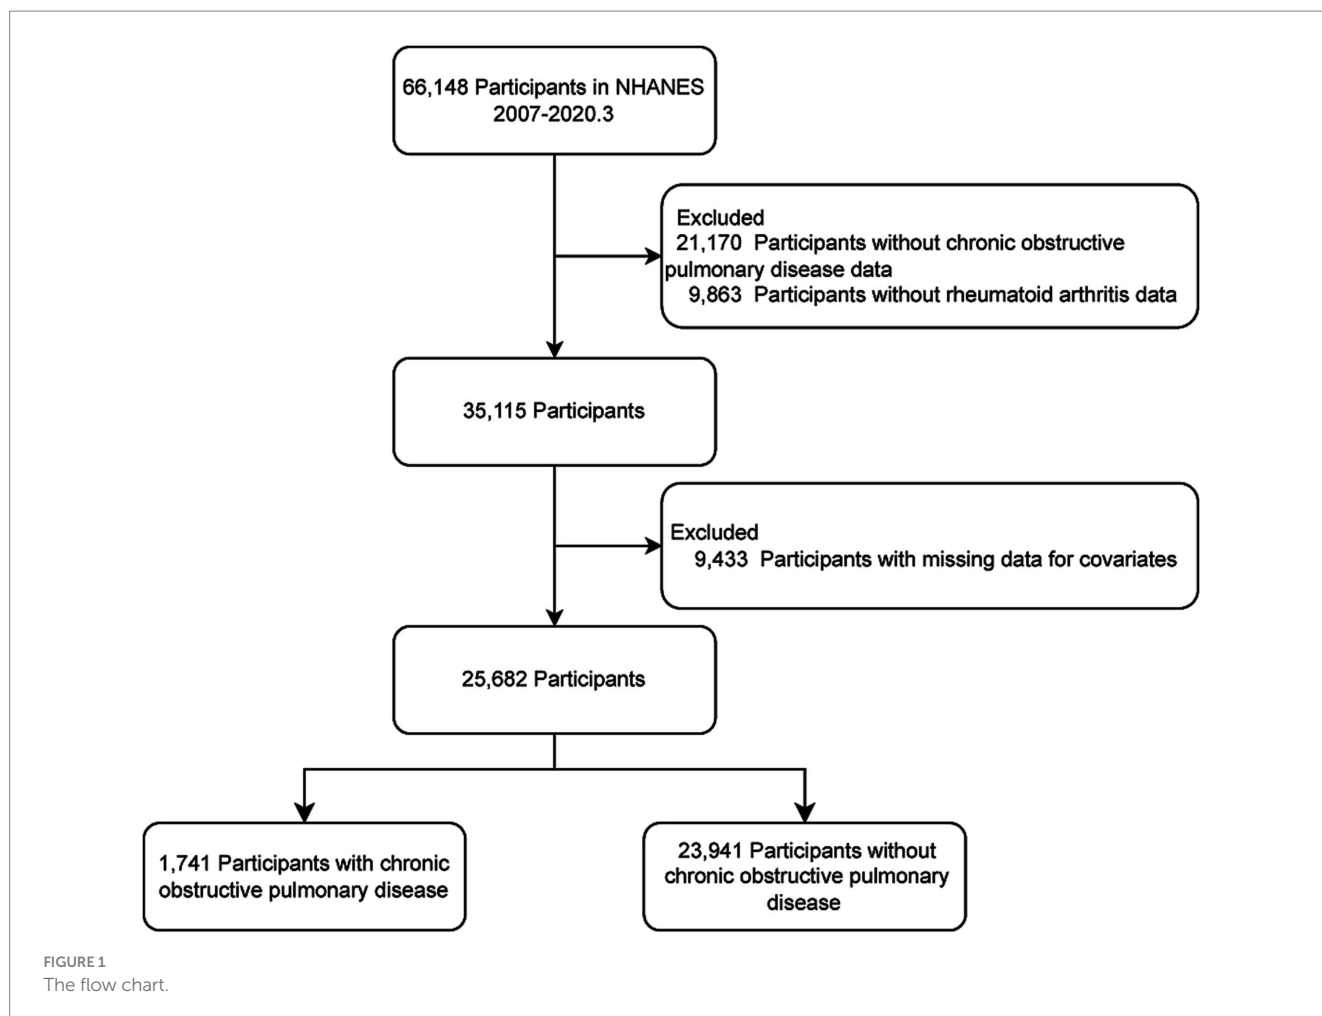 66,148 Participants in NHANES
2007-2020.3
Excluded
21,170 Participants without chronic obstructive
pulmonary disease data
9,863 Participants without rheumatoid arthritis data
35,115 Participants
Excluded
9,433 Participants with missing data for covariates
25,682 Participants
1,741 Participants with chronic
obstructive pulmonary disease
23,941 Participants without
chronic obstructive pulmonary
disease
FIGURE 1
The flow chart.